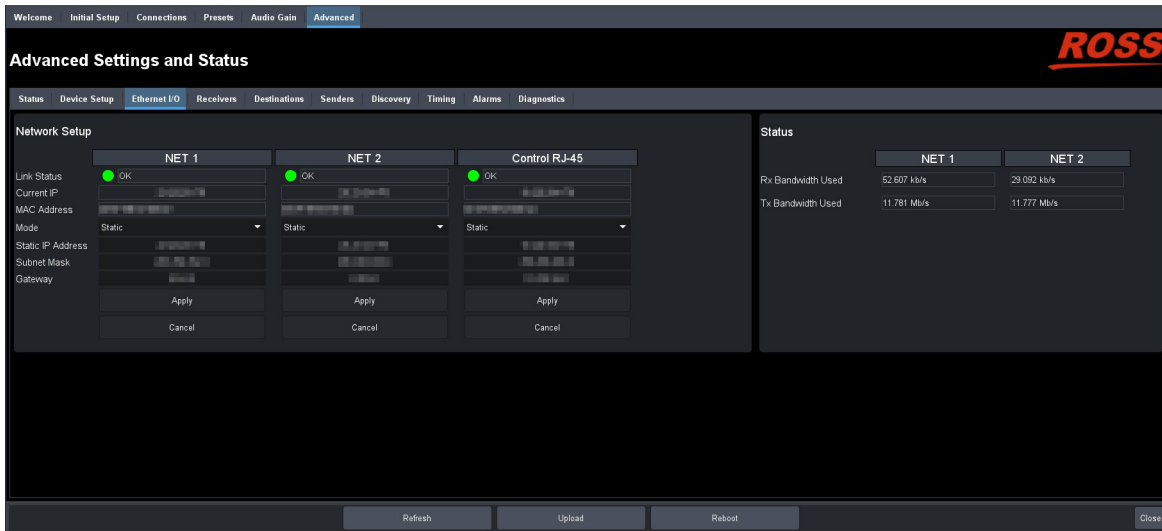 Welcome Initial Setup Connections Presets Audio Gain Advanced
Advanced Settings and Status
ROSS
Status Device Setup Ethernet I/O Receivers Destinations Senders Discovery Timing Alarms Diagnostics
Network Setup
NET 1 NET 2 Control RJ-45
Link Status OK OK OK
Current IP
MAC Address
Mode Static Static Static
Static IP Address
Subnet Mask
Gateway
Apply Apply Apply
Cancel Cancel Cancel
Status
NET 1 NET 2
Rx Bandwidth Used 52.607 kb/s 29.092 kb/s
Tx Bandwidth Used 11.781 Mb/s 11.777 Mb/s
Refresh Upload Reboot Close